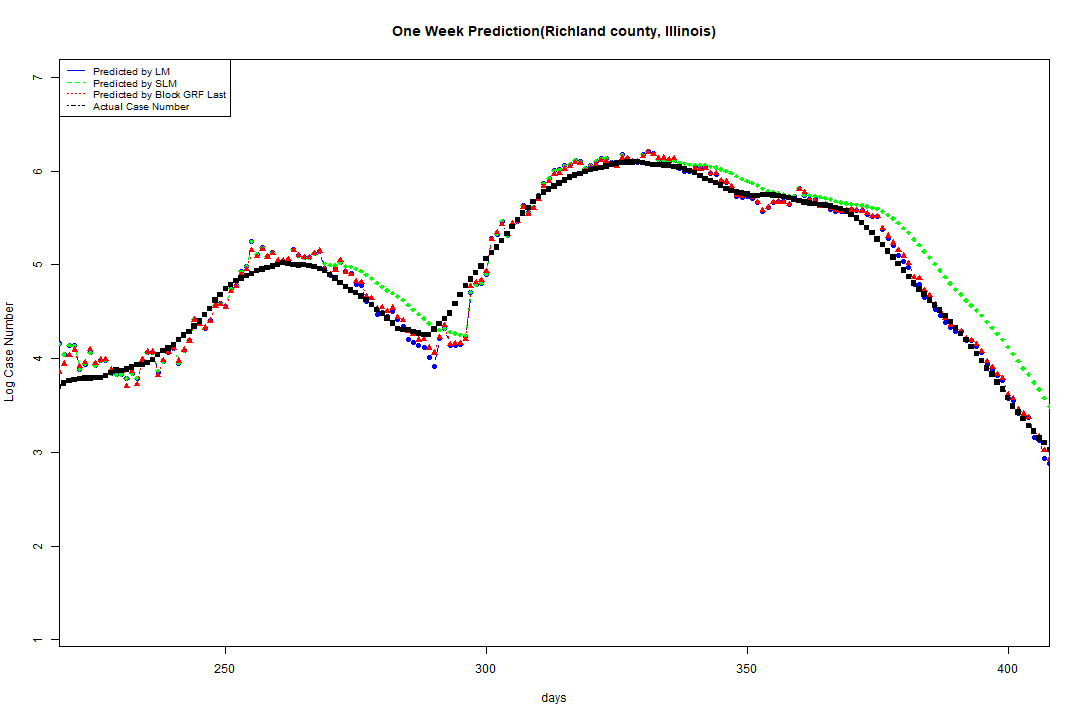 One Week Prediction(Richland county, Illinois)
Predicted by LM
Predicted by SLM
Predicted by Block GRF Last
Actual Case Number
7
6
5
4
3
2
1
Log Case Number
250 300 350 400
days